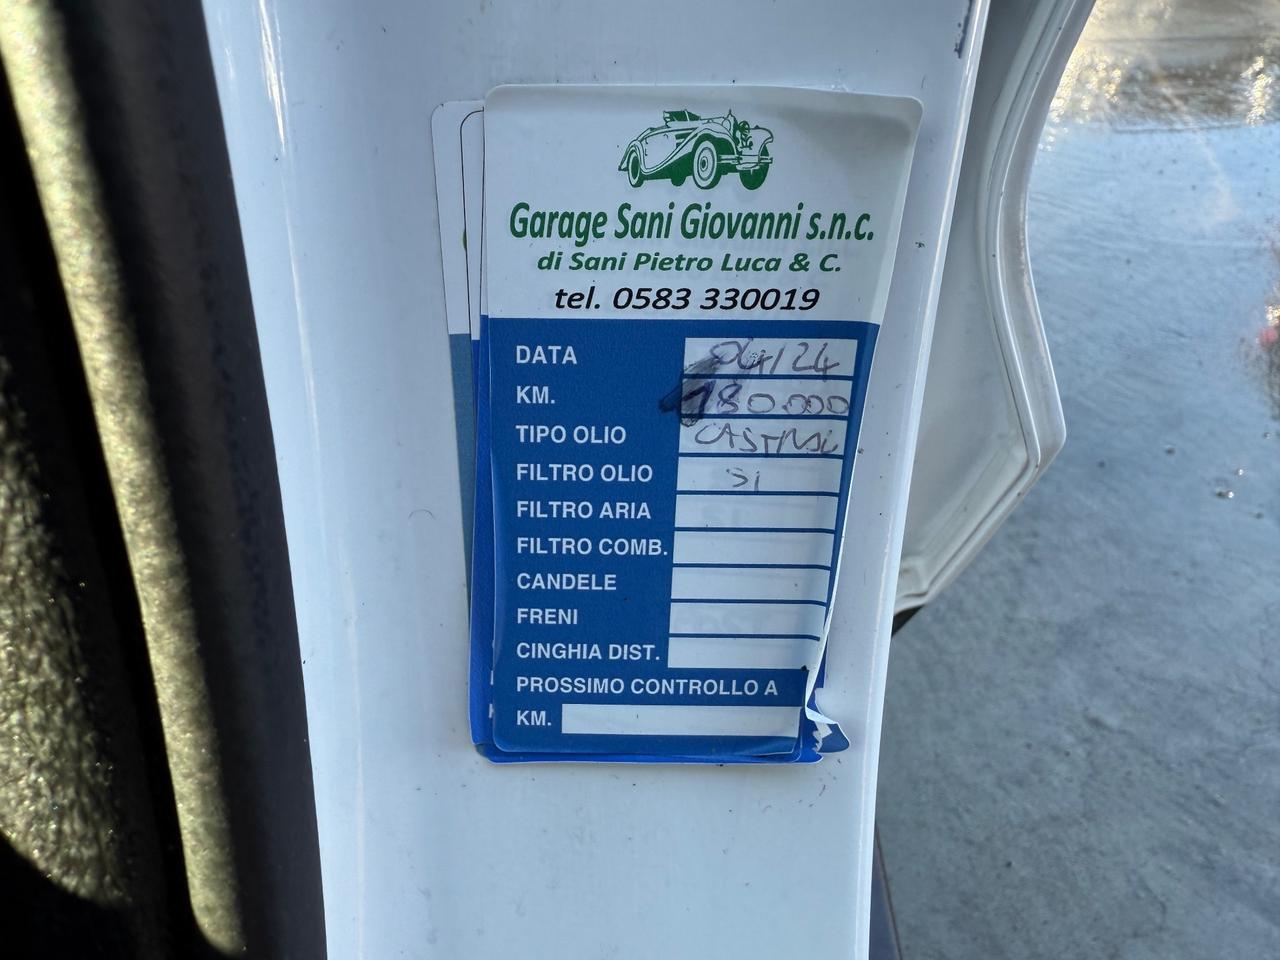 Garage Sani Giovanni s.n.c.
di Sani Pietro Luca & C.
tel. 0583 330019
DATA 04/24
KM. 180.000
TIPO OLIO CASTROL
FILTRO OLIO SI
FILTRO ARIA
FILTRO COMB.
CANDELE
FRENI
CINGHIA DIST.
PROSSIMO CONTROLLO A
KM.